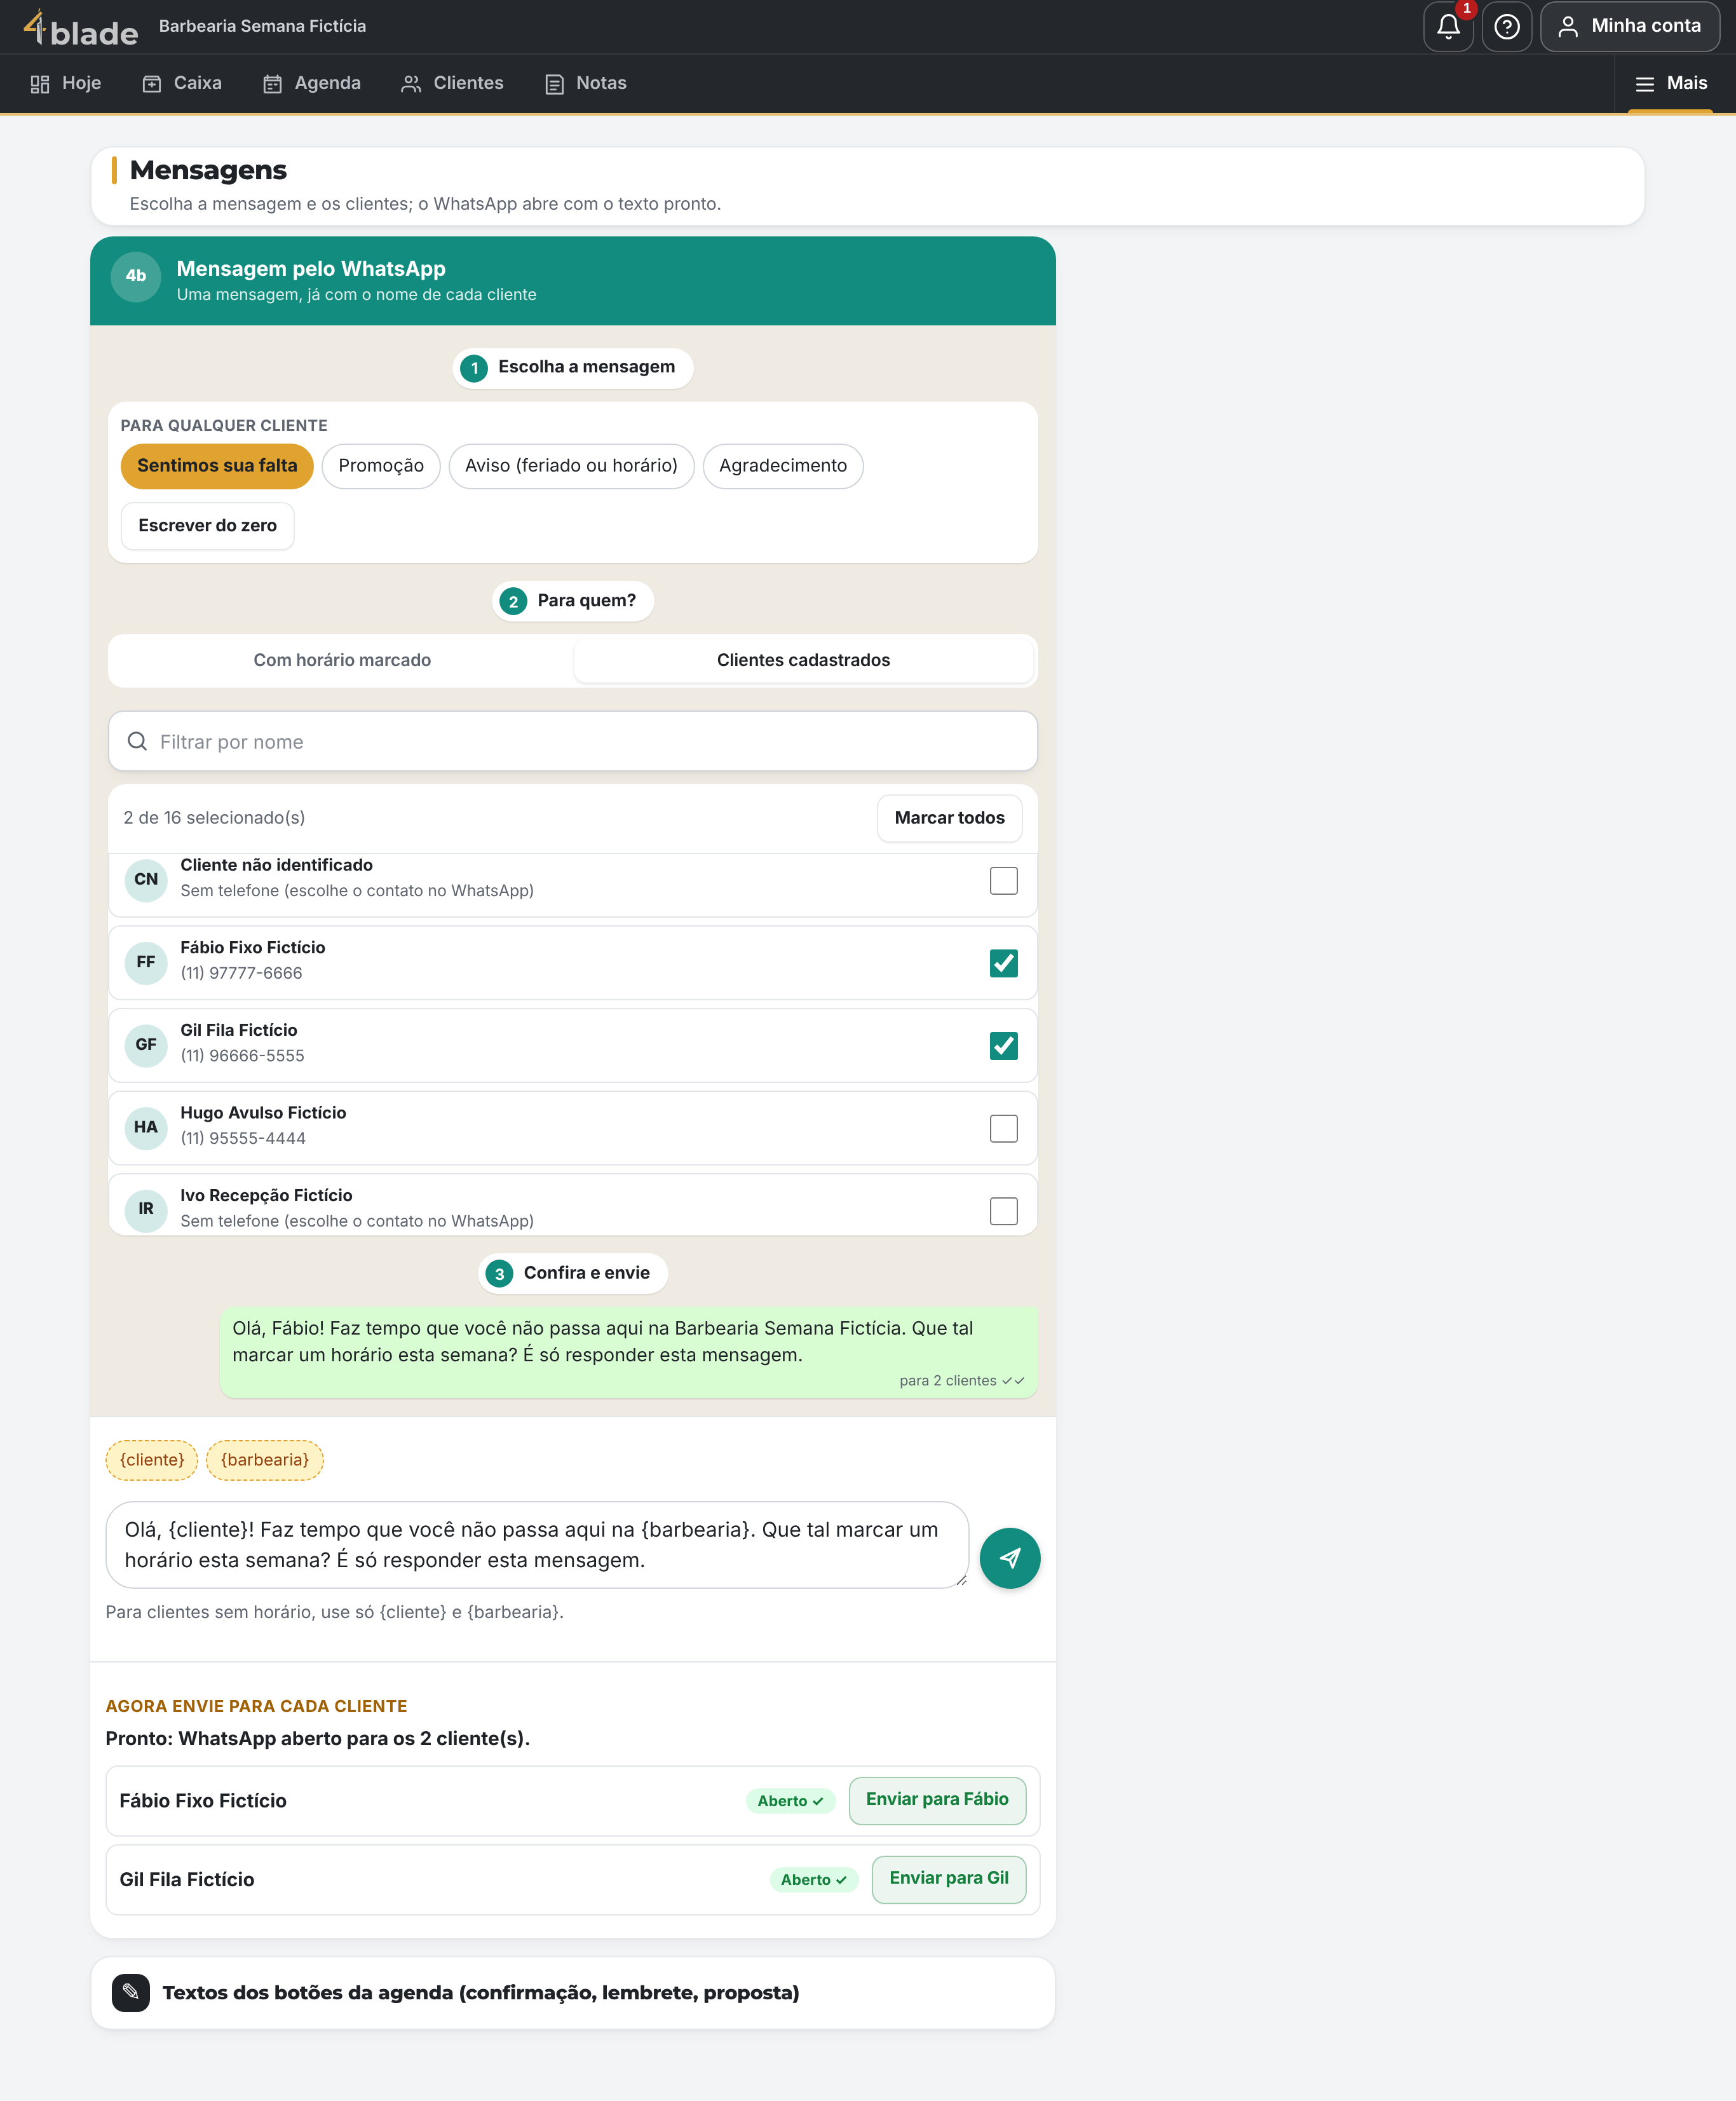 4blade
Barbearia Semana Fictícia
1
Minha conta
Hoje
Caixa
Agenda
Clientes
Notas
Mais
Mensagens
Escolha a mensagem e os clientes; o WhatsApp abre com o texto pronto.
4b
Mensagem pelo WhatsApp
Uma mensagem, já com o nome de cada cliente
1 Escolha a mensagem
PARA QUALQUER CLIENTE
Sentimos sua falta
Promoção
Aviso (feriado ou horário)
Agradecimento
Escrever do zero
2 Para quem?
Com horário marcado
Clientes cadastrados
Filtrar por nome
2 de 16 selecionado(s)
Marcar todos
CN
Cliente não identificado
Sem telefone (escolhe o contato no WhatsApp)
FF
Fábio Fixo Fictício
(11) 97777-6666
GF
Gil Fila Fictício
(11) 96666-5555
HA
Hugo Avulso Fictício
(11) 95555-4444
IR
Ivo Recepção Fictício
Sem telefone (escolhe o contato no WhatsApp)
3 Confira e envie
Olá, Fábio! Faz tempo que você não passa aqui na Barbearia Semana Fictícia. Que tal
marcar um horário esta semana? É só responder esta mensagem.
para 2 clientes ✓✓
{cliente}
{barbearia}
Olá, {cliente}! Faz tempo que você não passa aqui na {barbearia}. Que tal marcar um
horário esta semana? É só responder esta mensagem.
Para clientes sem horário, use só {cliente} e {barbearia}.
AGORA ENVIE PARA CADA CLIENTE
Pronto: WhatsApp aberto para os 2 cliente(s).
Fábio Fixo Fictício
Aberto ✓
Enviar para Fábio
Gil Fila Fictício
Aberto ✓
Enviar para Gil
Textos dos botões da agenda (confirmação, lembrete, proposta)